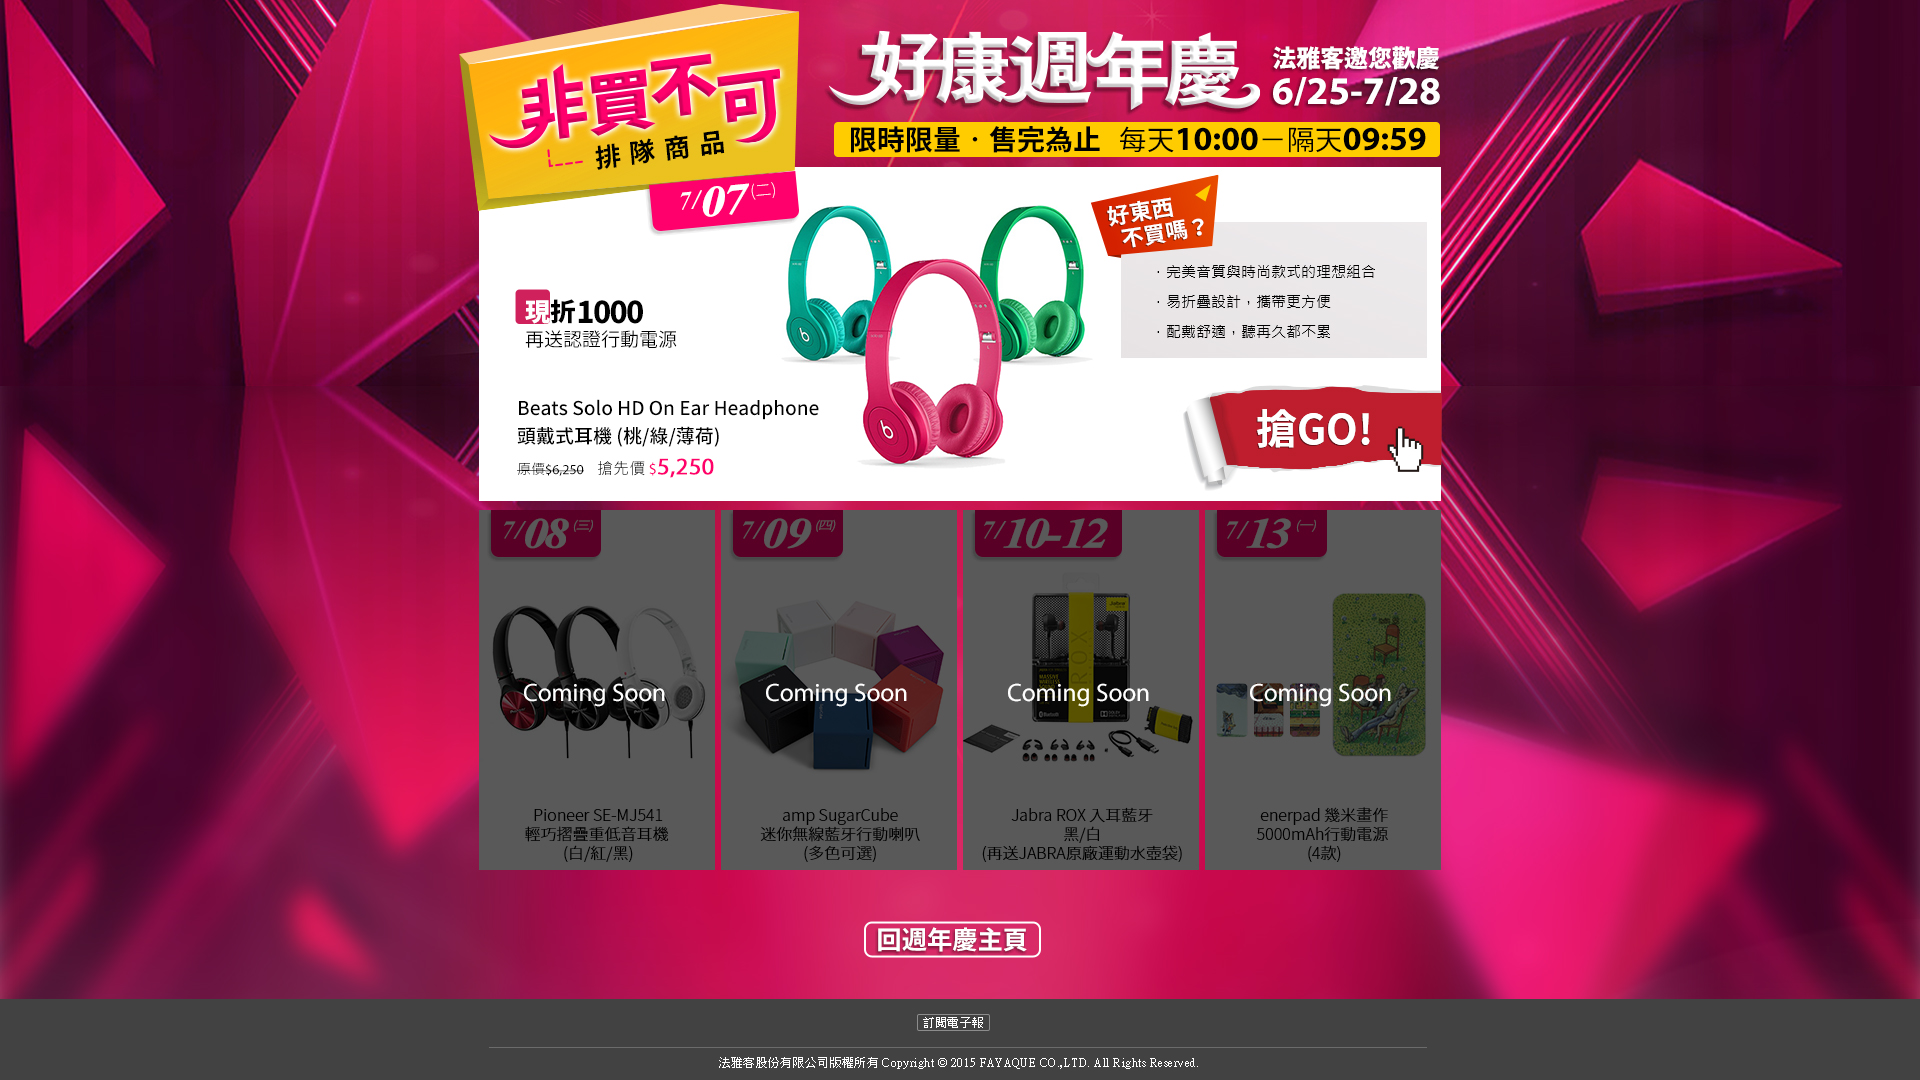 非買不可
排隊商品
好康週年慶
法雅客邀您歡慶
6/25-7/28
限時限量・售完為止 每天10:00－隔天09:59
7/07(二)
好東西
不買嗎？
・完美音質與時尚款式的理想組合
・易折疊設計，攜帶更方便
・配戴舒適，聽再久都不累
現折1000
再送認證行動電源
Beats Solo HD On Ear Headphone
頭戴式耳機 (桃/綠/薄荷)
原價$6,250 搶先價 $5,250
搶GO!
7/08(三)
Coming Soon
Pioneer SE-MJ541
輕巧摺疊重低音耳機
(白/紅/黑)
7/09(四)
Coming Soon
amp SugarCube
迷你無線藍牙行動喇叭
(多色可選)
7/10-12
Jabra
ROX
Coming Soon
Jabra ROX 入耳藍牙
黑/白
(再送JABRA原廠運動水壺袋)
7/13(一)
Coming Soon
enerpad 幾米畫作
5000mAh行動電源
(4款)
回週年慶主頁
訂閱電子報
法雅客股份有限公司版權所有 Copyright © 2015 FAYAQUE CO.,LTD. All Rights Reserved.